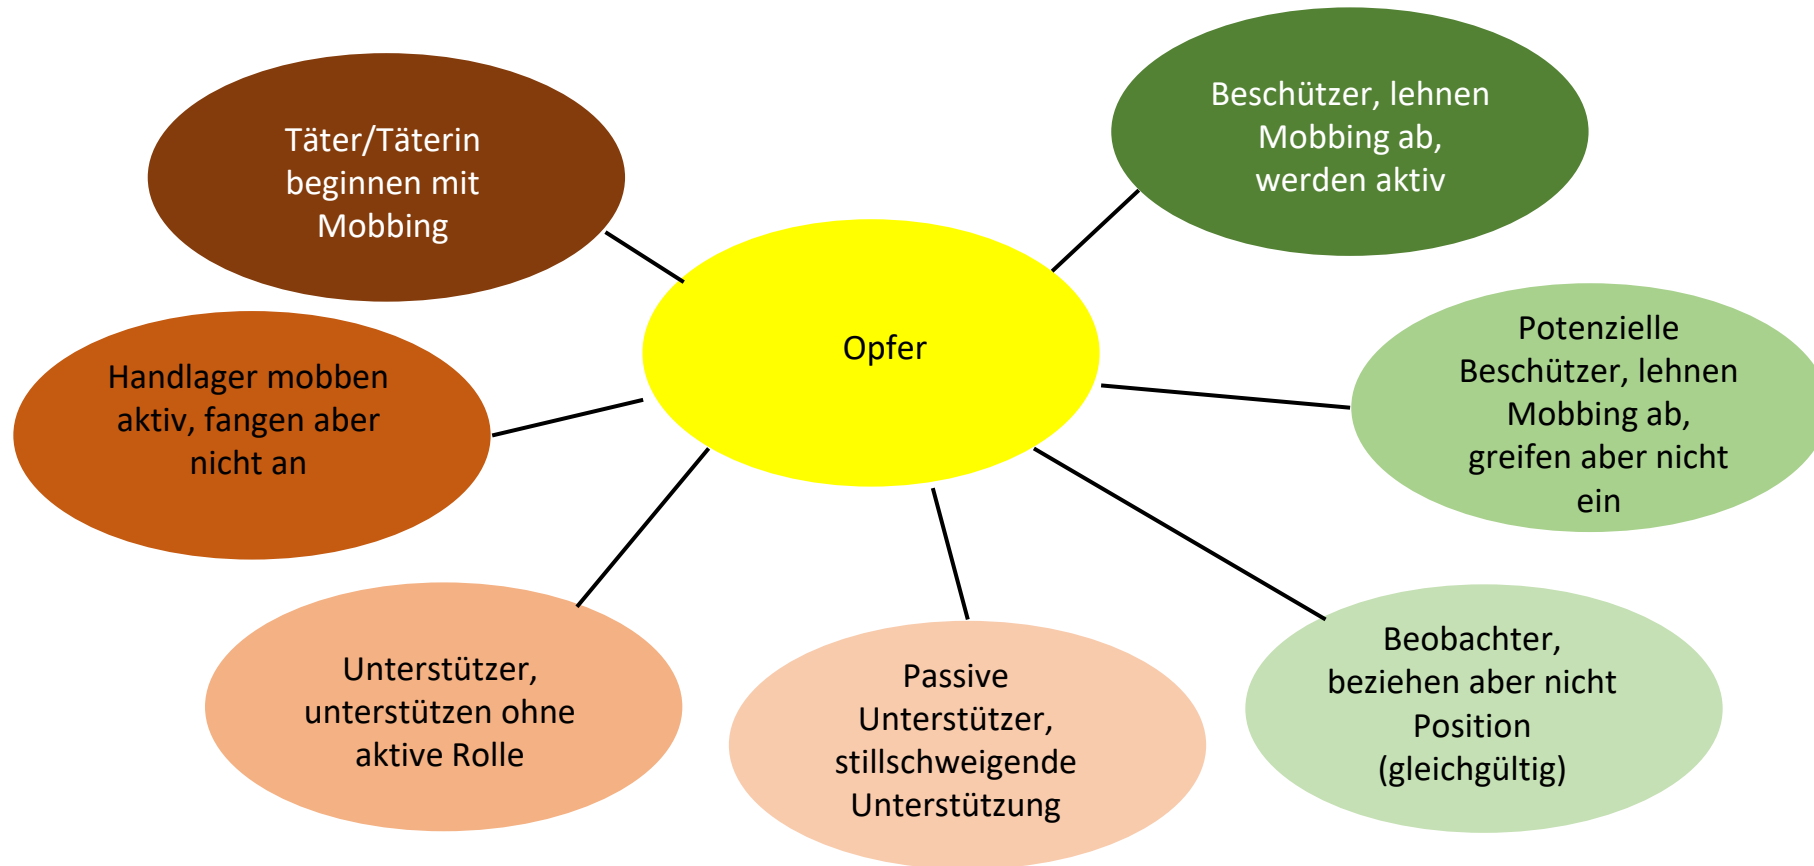 Täter/Täterin
beginnen mit
Mobbing
Beschützer, lehnen
Mobbing ab,
werden aktiv
Opfer
Handlager mobben
aktiv, fangen aber
nicht an
Potenzielle
Beschützer, lehnen
Mobbing ab,
greifen aber nicht
ein
Unterstützer,
unterstützen ohne
aktive Rolle
Passive
Unterstützer,
stillschweigende
Unterstützung
Beobachter,
beziehen aber nicht
Position
(gleichgültig)